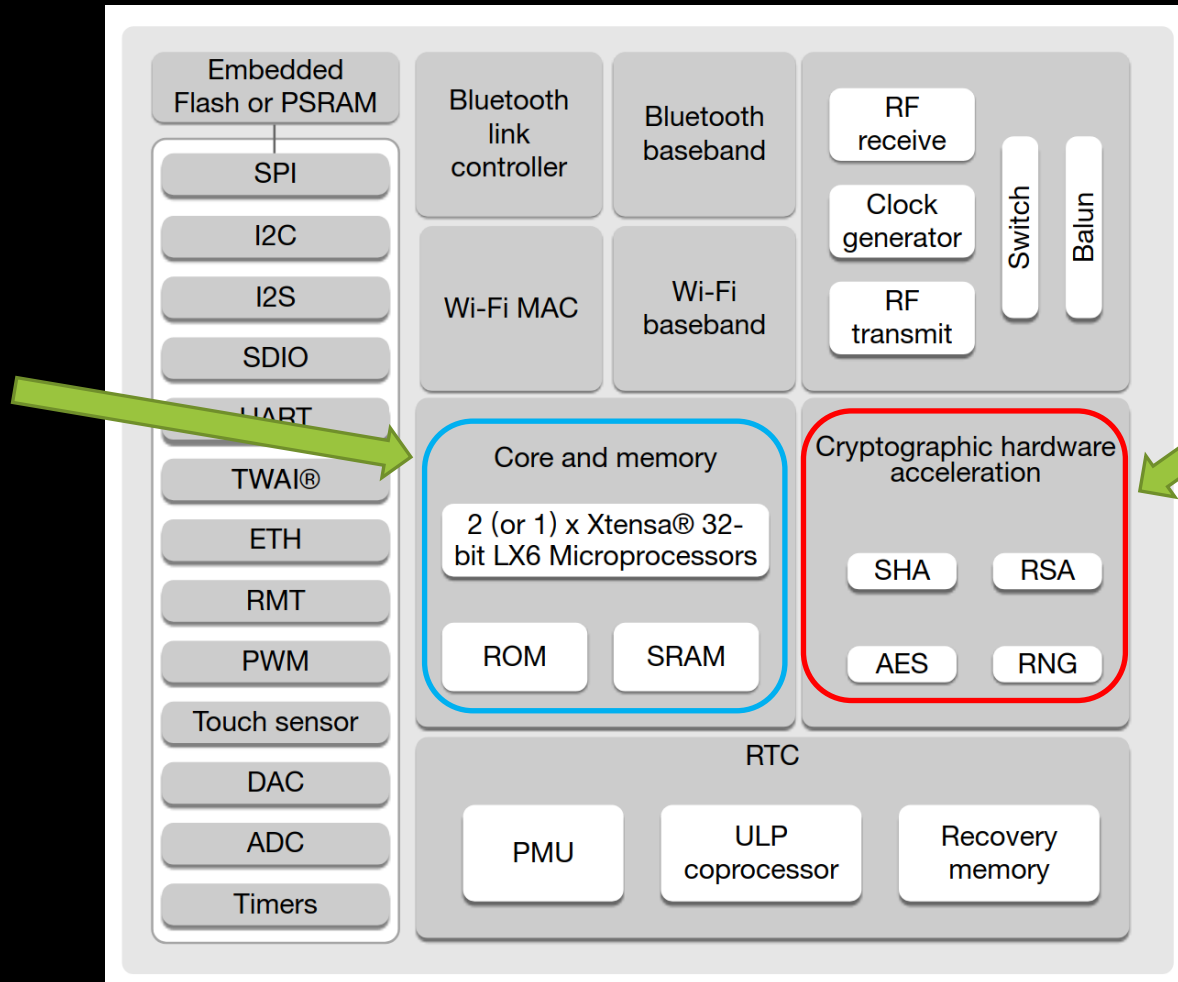 Embedded
Flash or PSRAM
SPI
I2C
I2S
SDIO
UART
TWAI®
ETH
RMT
PWM
Touch sensor
DAC
ADC
Timers
Bluetooth
link
controller
Bluetooth
baseband
Wi-Fi MAC
Wi-Fi
baseband
RF
receive
Clock
generator
RF
transmit
Switch
Balun
Core and memory
2 (or 1) x Xtensa® 32-
bit LX6 Microprocessors
ROM
SRAM
Cryptographic hardware
acceleration
SHA
RSA
AES
RNG
RTC
PMU
ULP
coprocessor
Recovery
memory